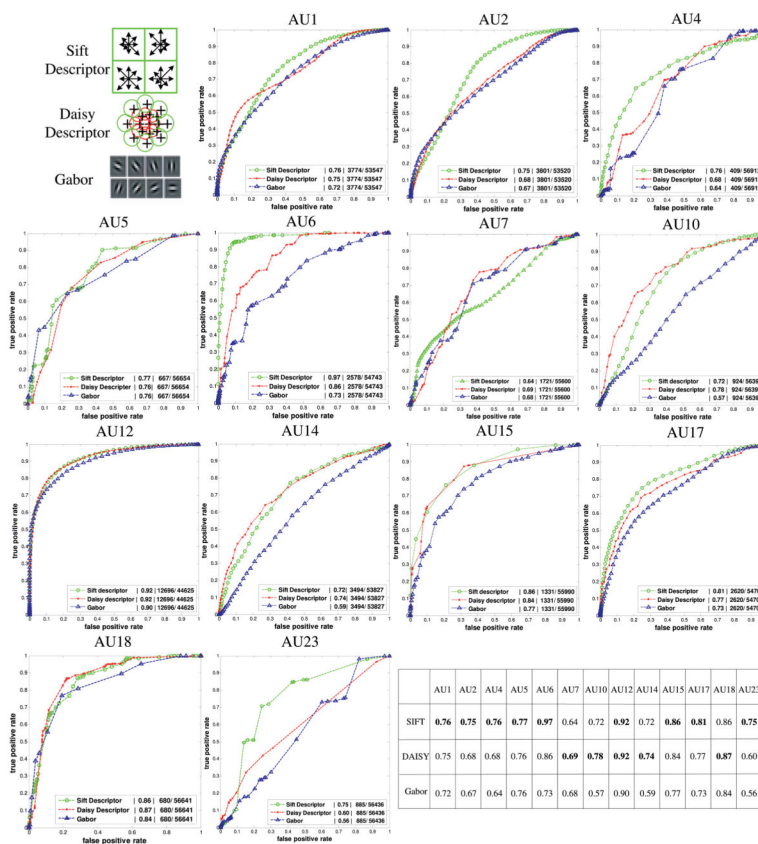 AU1 AU2 AU4
Sift
Descriptor
Daisy
Descriptor
Gabor
true positive rate
false positive rate
Sift Descriptor | 0.76 | 3774/ 53547
Daisy Descriptor | 0.75 | 3774/ 53547
Gabor | 0.72 | 3774/ 53547
true positive rate
false positive rate
Sift Descriptor | 0.75 | 3801/ 53520
Daisy Descriptor | 0.68 | 3801/ 53520
Gabor | 0.67 | 3801/ 53520
true positive rate
false positive rate
Sift Descriptor | 0.76 | 409/ 5691
Daisy Descriptor | 0.68 | 409/ 5691
Gabor | 0.64 | 409/ 5691
AU5 AU6 AU7 AU10
true positive rate
false positive rate
Sift Descriptor | 0.77 | 667/ 56654
Daisy Descriptor | 0.76 | 667/ 56654
Gabor | 0.76 | 667/ 56654
true positive rate
false positive rate
Sift Descriptor | 0.97 | 2578/ 54743
Daisy Descriptor | 0.86 | 2578/ 54743
Gabor | 0.73 | 2578/ 54743
true positive rate
false positive rate
Sift Descriptor | 0.64 | 1721/ 55600
Daisy Descriptor | 0.69 | 1721/ 55600
Gabor | 0.68 | 1721/ 55600
true positive rate
false positive rate
Sift Descriptor | 0.72 | 924/ 5639
Daisy Descriptor | 0.78 | 924/ 5639
Gabor | 0.57 | 924/ 5639
AU12 AU14 AU15 AU17
true positive rate
false positive rate
Sift descriptor | 0.92 | 12696/ 44625
Daisy descriptor | 0.92 | 12696/ 44625
Gabor | 0.90 | 12696/ 44625
true positive rate
false positive rate
Sift descriptor | 0.72 | 3494/ 53827
Daisy descriptor | 0.74 | 3494/ 53827
Gabor | 0.59 | 3494/ 53827
true positive rate
false positive rate
Sift descriptor | 0.86 | 1331/ 55990
Daisy descriptor | 0.84 | 1331/ 55990
Gabor | 0.77 | 1331/ 55990
true positive rate
false positive rate
Sift descriptor | 0.81 | 2620/ 5470
Daisy Descriptor | 0.77 | 2620/ 5470
Gabor | 0.73 | 2620/ 5470
AU18 AU23
true positive rate
false positive rate
Sift Descriptor | 0.86 | 680/ 56641
Daisy Descriptor | 0.87 | 680/ 56641
Gabor | 0.84 | 680/ 56641
true positive rate
false positive rate
Sift Descriptor | 0.75 | 885/ 56436
Daisy Descriptor | 0.60 | 885/ 56436
Gabor | 0.56 | 885/ 56436
AU1 AU2 AU4 AU5 AU6 AU7 AU10 AU12 AU14 AU15 AU17 AU18 AU23
SIFT 0.76 0.75 0.76 0.77 0.97 0.64 0.72 0.92 0.72 0.86 0.81 0.86 0.75
DAISY 0.75 0.68 0.68 0.76 0.86 0.69 0.78 0.92 0.74 0.84 0.77 0.87 0.60
Gabor 0.72 0.67 0.64 0.76 0.73 0.68 0.57 0.90 0.59 0.77 0.73 0.84 0.56